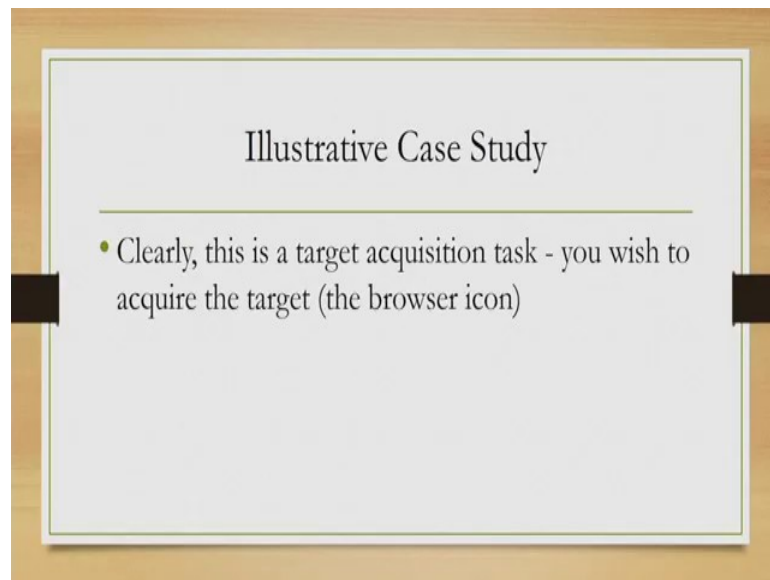 Illustrative Case Study
• Clearly, this is a target acquisition task - you wish to
acquire the target (the browser icon)